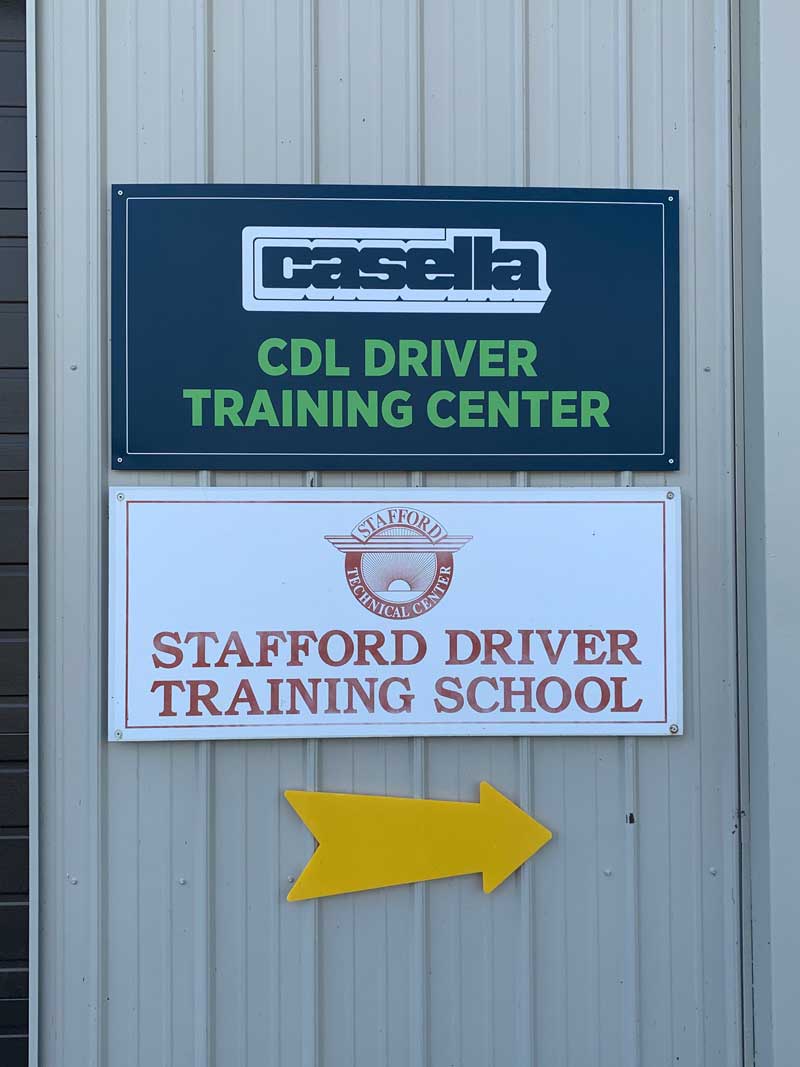 casella
CDL DRIVER
TRAINING CENTER
STAFFORD
TECHNICAL CENTER
STAFFORD DRIVER
TRAINING SCHOOL